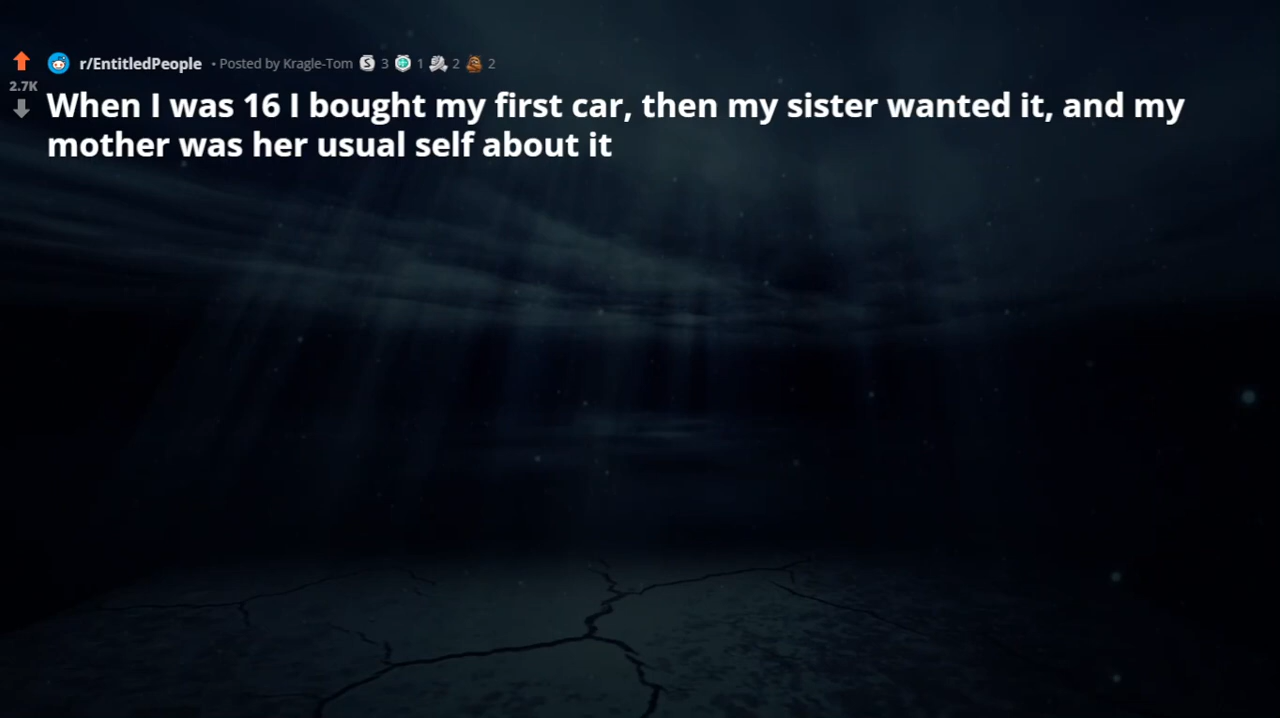 r/EntitledPeople • Posted by Kragle-Tom S 3 1 2 2
2.7K
When I was 16 I bought my first car, then my sister wanted it, and my
mother was her usual self about it